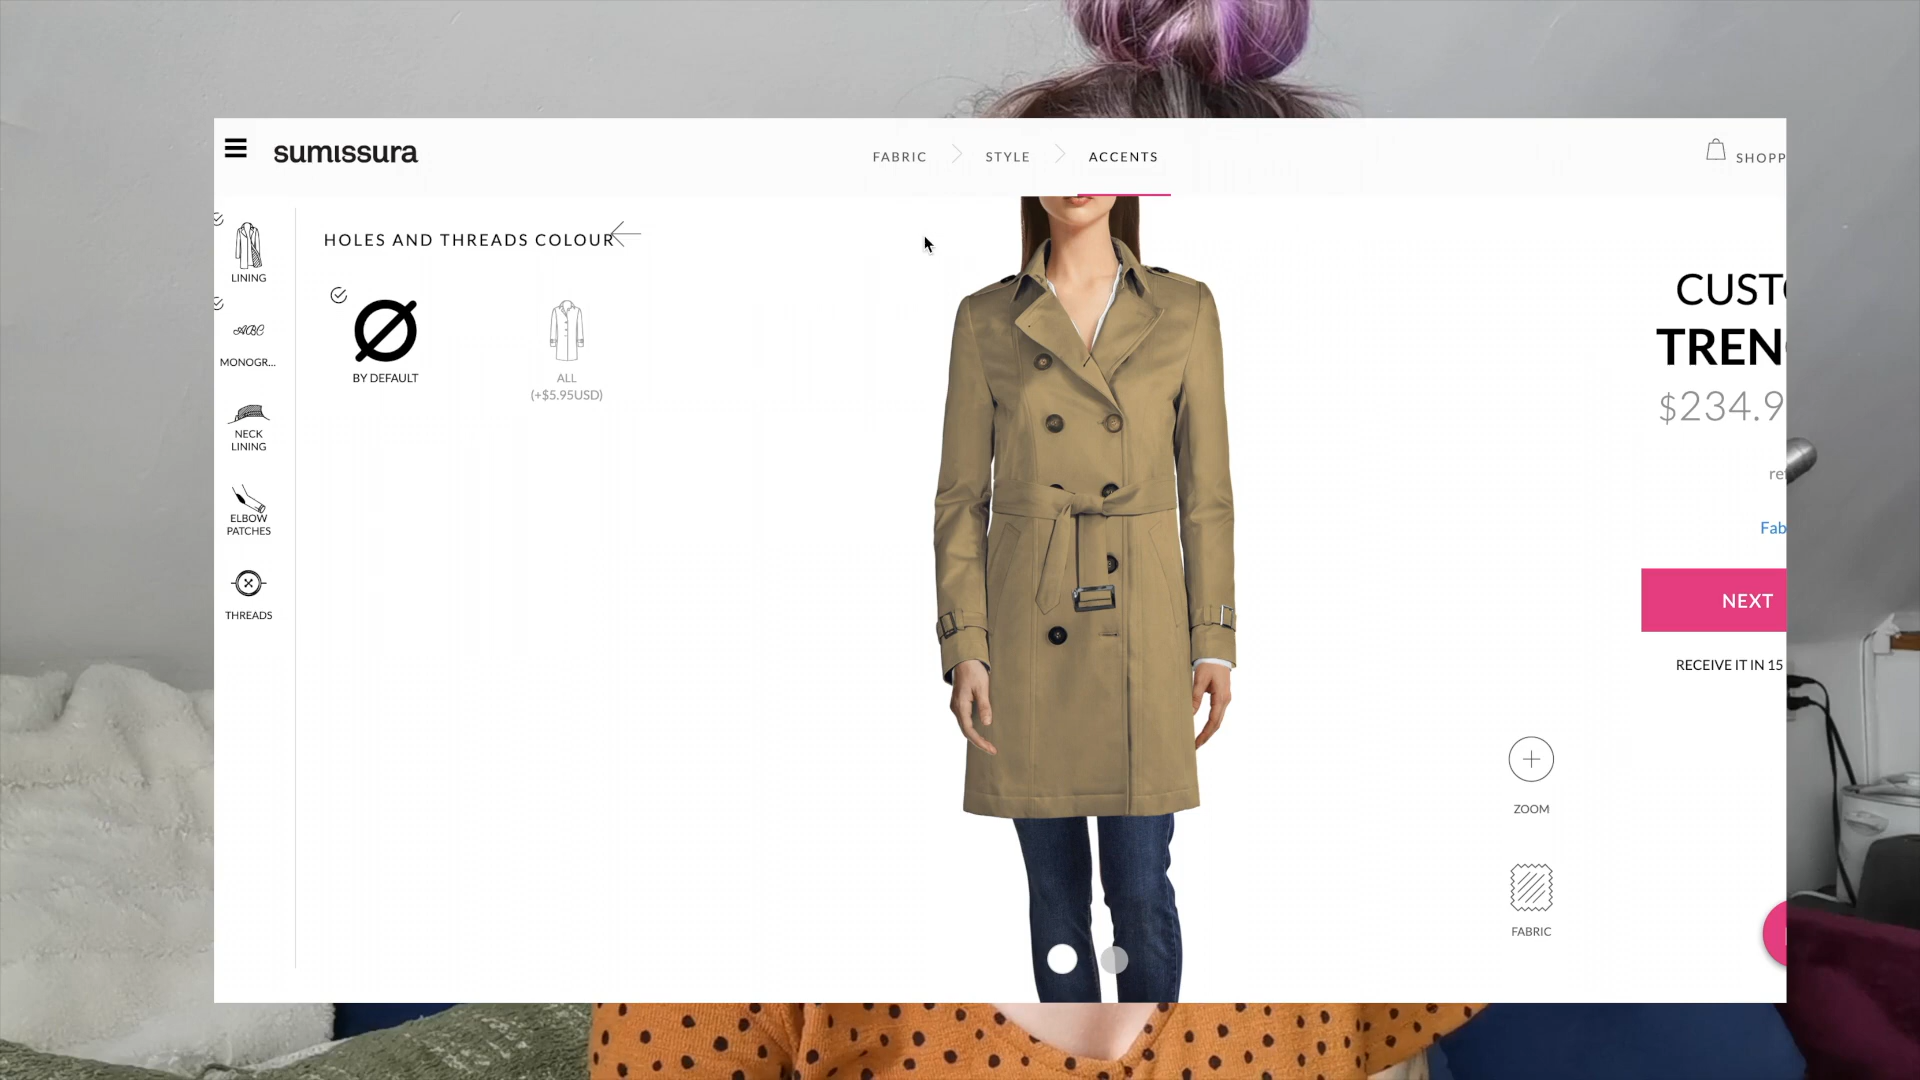 sumissura
FABRIC
STYLE
ACCENTS
SHOPP
LINING
ABC
MONOGR...
NECK
LINING
ELBOW
PATCHES
THREADS
HOLES AND THREADS COLOUR
BY DEFAULT
ALL
(+$5.95USD)
CUST
TREN
$234.9
Fab
NEXT
RECEIVE IT IN 15
ZOOM
FABRIC